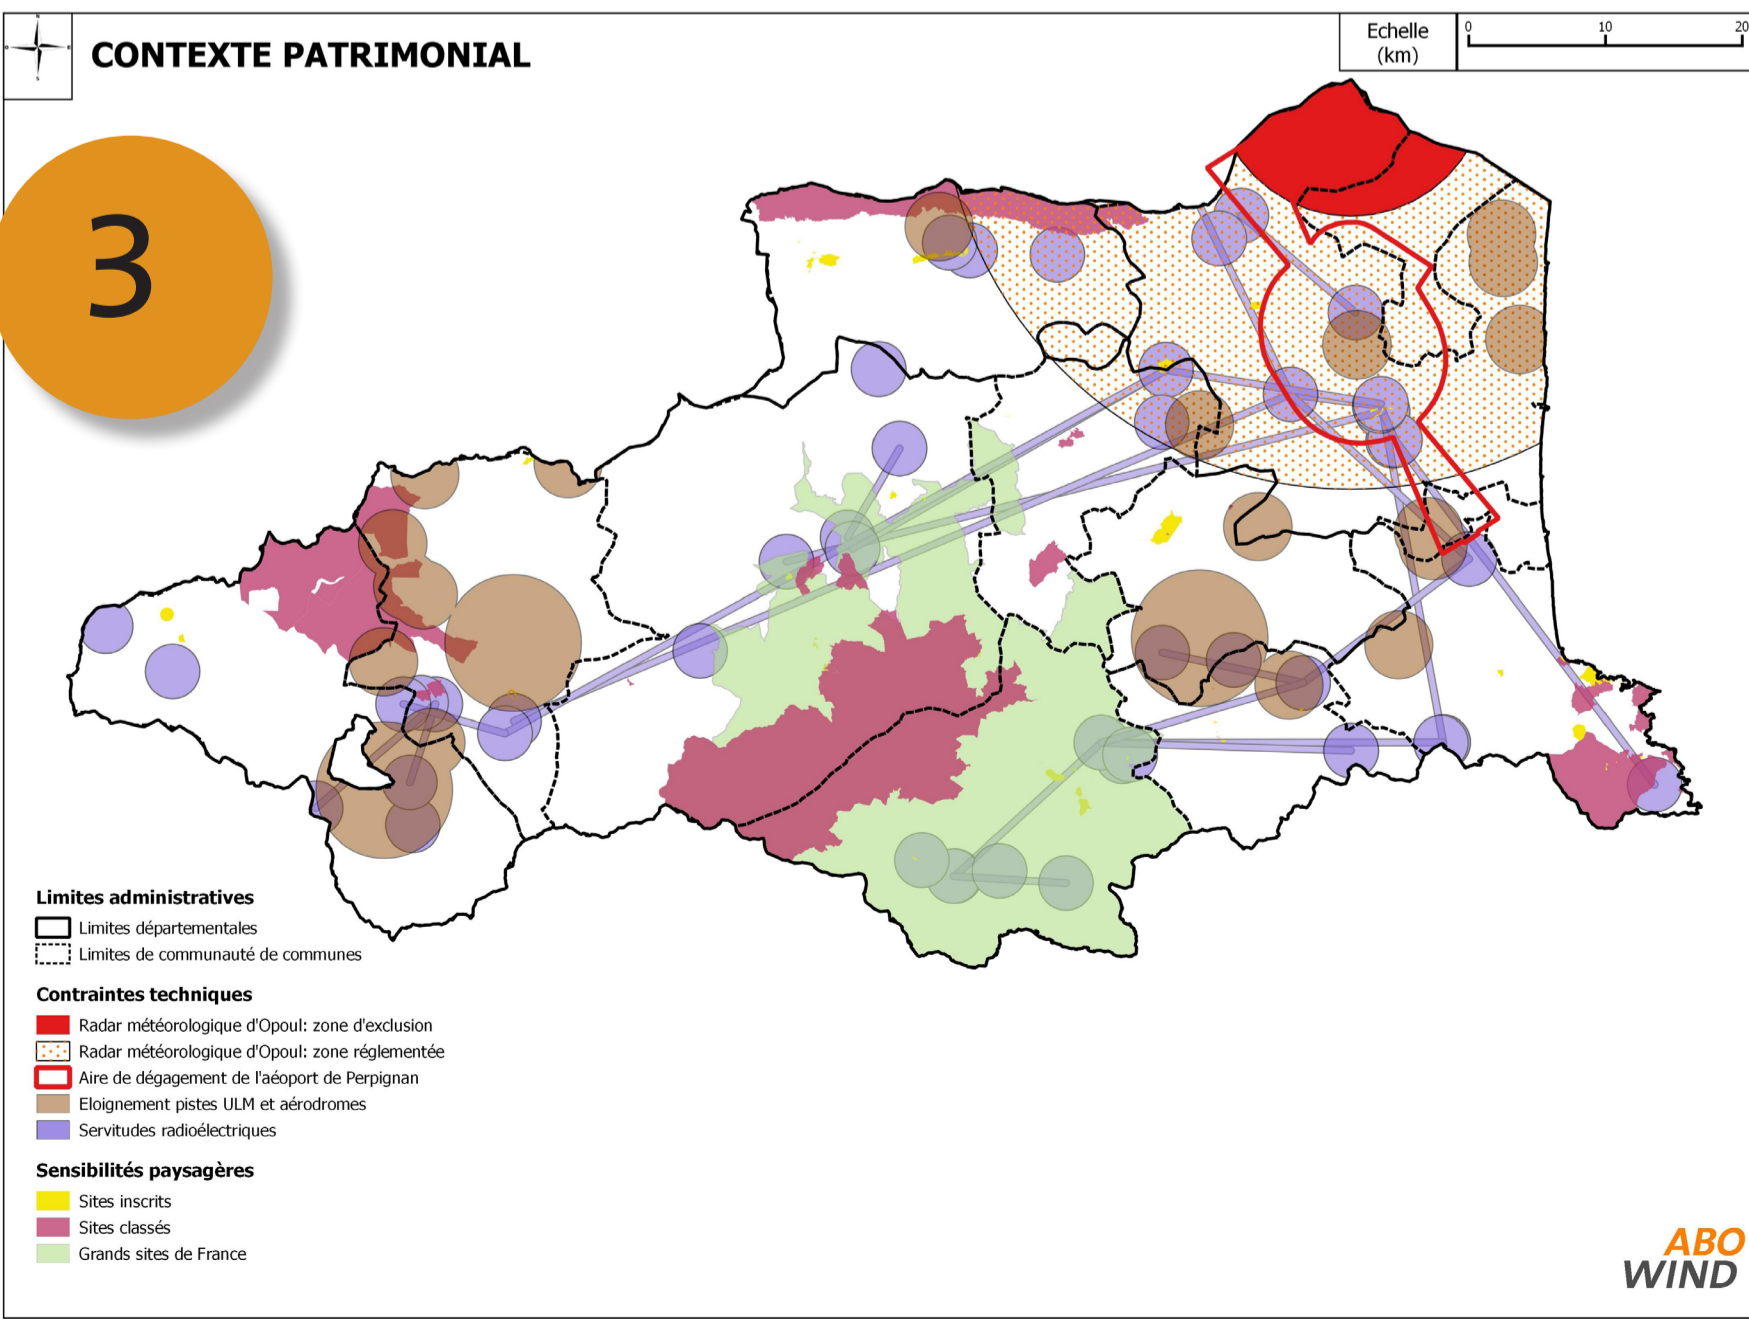 N
O
E
S
CONTEXTE PATRIMONIAL
Echelle
(km)
0 10 20
3
Limites administratives
Limites départementales
Limites de communauté de communes
Contraintes techniques
Radar météorologique d'Opoul: zone d'exclusion
Radar météorologique d'Opoul: zone réglementée
Aire de dégagement de l'aéoport de Perpignan
Eloignement pistes ULM et aérodromes
Servitudes radioélectriques
Sensibilités paysagères
Sites inscrits
Sites classés
Grands sites de France
ABO
WIND